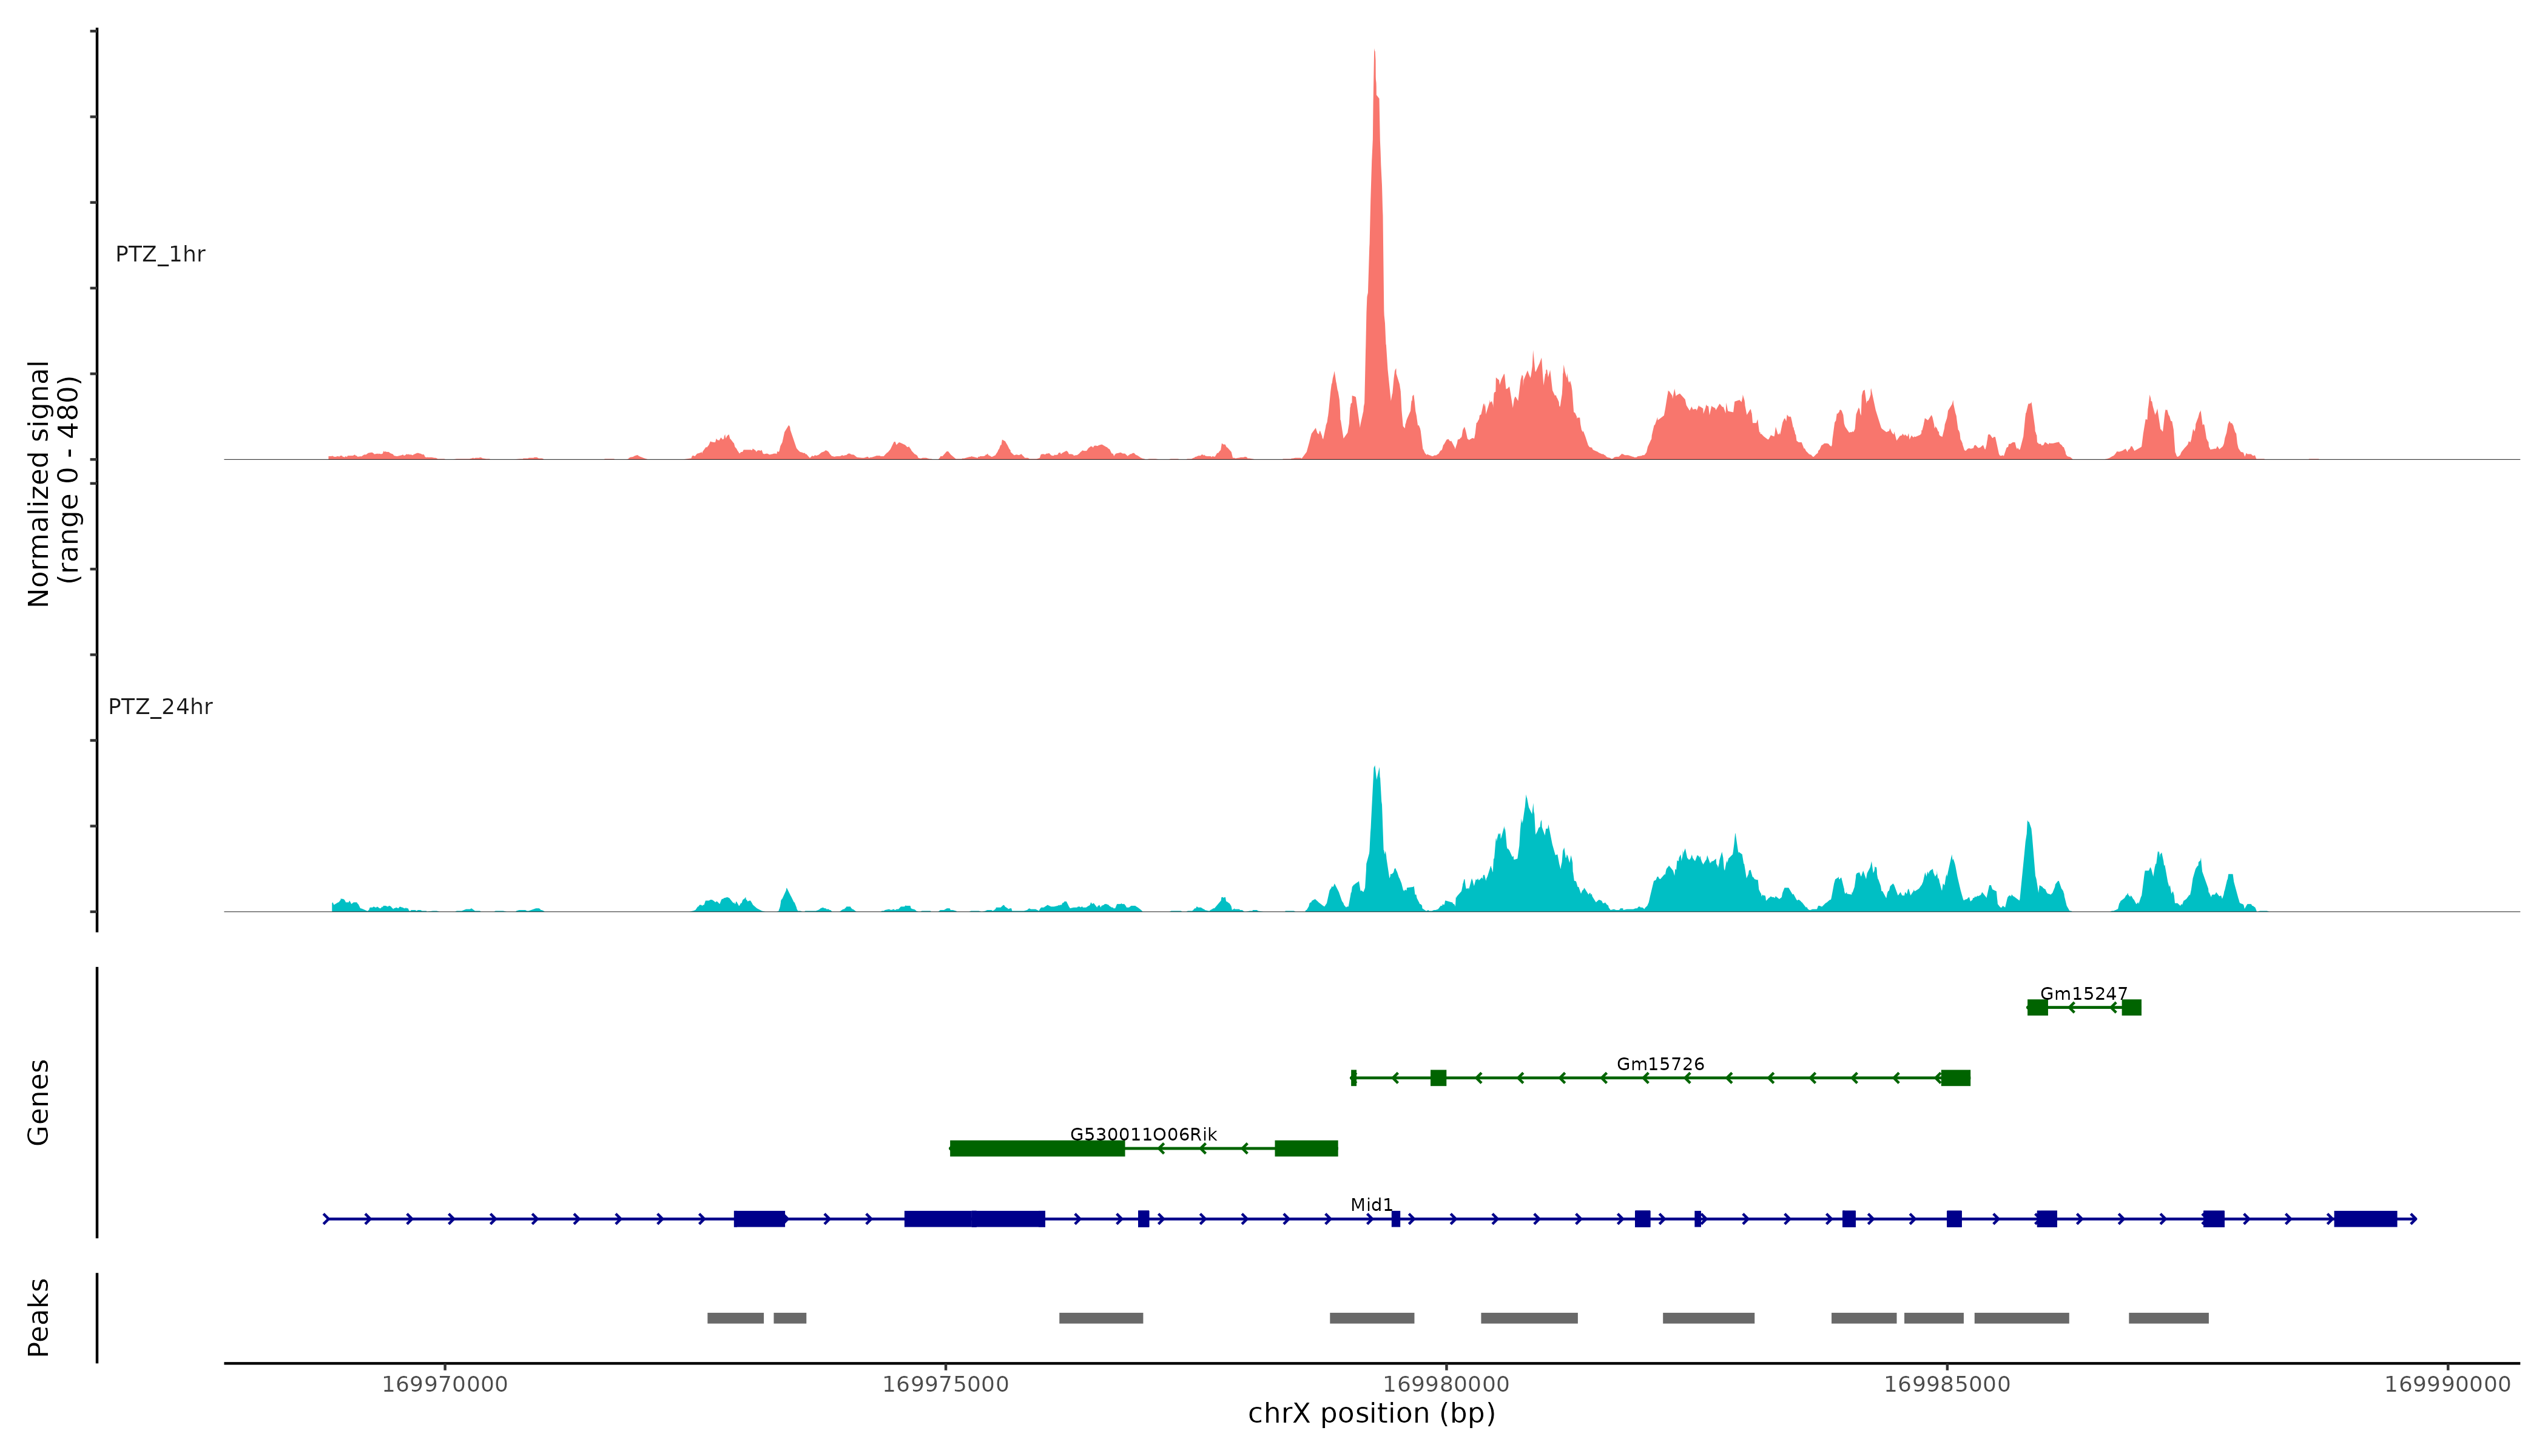 Normalized signal
(range 0 - 480)
PTZ_1hr
PTZ_24hr
Genes
Gm15247
Gm15726
G530011O06Rik
Mid1
Peaks
169970000
169975000
169980000
169985000
169990000
chrX position (bp)